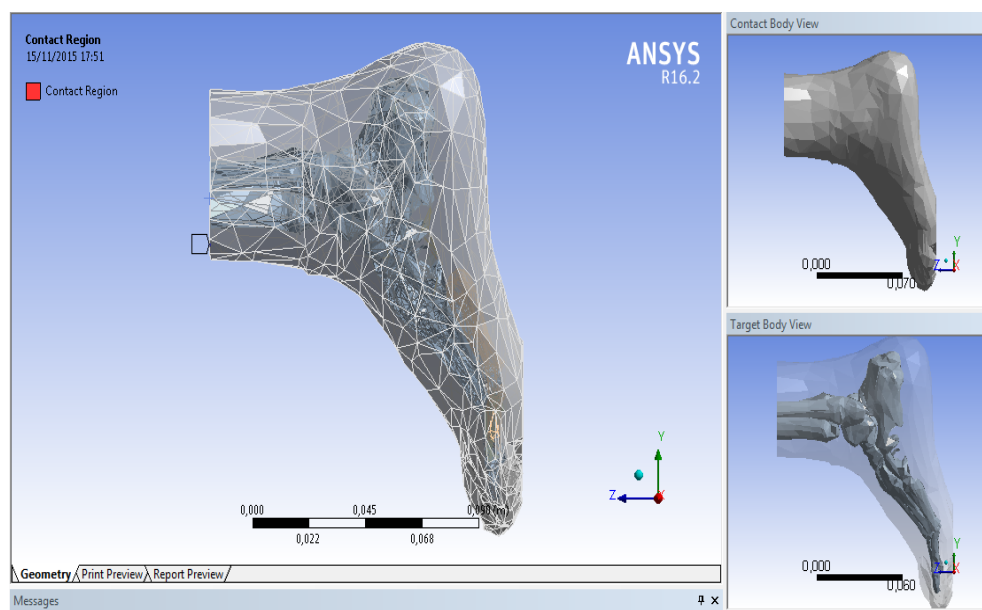 Contact Region
15/11/2015 17:51
Contact Region
ANSYS
R16.2
0,000 0,045 0,090 (m)
0,022 0,068
Y
Z X
Geometry Print Preview Report Preview
Messages
Contact Body View
Y
Z X
0,000 0,070
Target Body View
Y
Z X
0,000 0,060